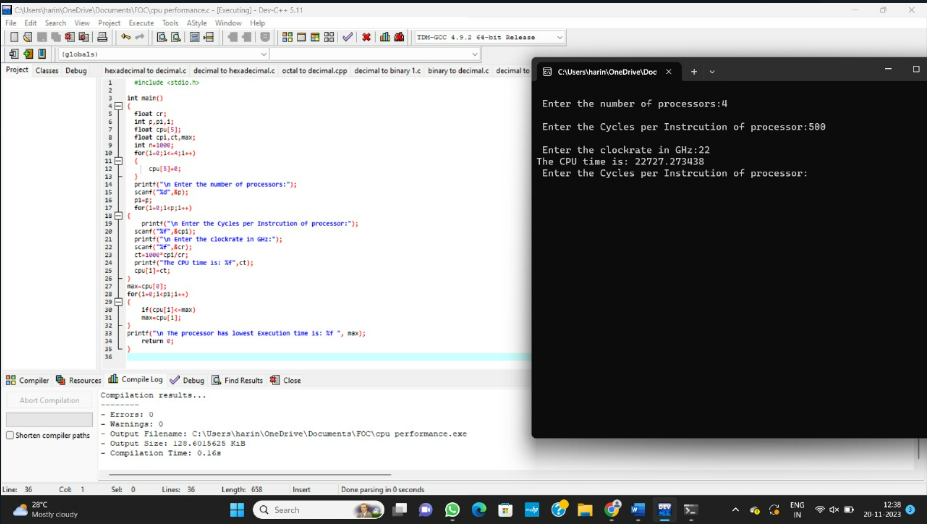 C:\Users\harin\OneDrive\Documents\FOC\cpu performance.c - [Executing] - Dev-C++ 5.11
File Edit Search View Project Execute Tools AStyle Window Help
TDM-GCC 4.9.2 64-bit Release
(globals)
Project Classes Debug
hexadecimal to decimal.c decimal to hexadecimal.c octal to decimal.cpp decimal to binary 1.c binary to decimal.c decimal to
1 #include <stdio.h>
2
3 int main()
4 {
5 float cr;
6 int p,p1,i;
7 float cpu[5];
8 float cpi,ct,max;
9 int n=1000;
10 for(i=0;i<=4;i++)
11 {
12 cpu[5]=0;
13 }
14 printf("\n Enter the number of processors:");
15 scanf("%d",&p);
16 p1=p;
17 for(i=0;i<p;i++)
18 {
19 printf("\n Enter the Cycles per Instrcution of processor:");
20 scanf("%f",&cpi);
21 printf("\n Enter the clockrate in GHz:");
22 scanf("%f",&cr);
23 ct=1000*cpi/cr;
24 printf("The CPU time is: %f",ct);
25 cpu[i]=ct;
26 }
27 max=cpu[0];
28 for(i=0;i<p1;i++)
29 {
30 if(cpu[i]<=max)
31 max=cpu[i];
32 }
33 printf("\n The processor has lowest Execution time is: %f ", max);
34 return 0;
35 }
36
C:\Users\harin\OneDrive\Doc
Enter the number of processors:4
Enter the Cycles per Instrcution of processor:500
Enter the clockrate in GHz:22
The CPU time is: 22727.273438
Enter the Cycles per Instrcution of processor:
Compiler Resources Compile Log Debug Find Results Close
Abort Compilation
Shorten compiler paths
Compilation results...
--------
- Errors: 0
- Warnings: 0
- Output Filename: C:\Users\harin\OneDrive\Documents\FOC\cpu performance.exe
- Output Size: 128.6015625 KiB
- Compilation Time: 0.16s
Line: 36 Col: 1 Sel: 0 Lines: 36 Length: 658 Insert Done parsing in 0 seconds
28°C
Mostly cloudy
Search
ENG
IN
12:38
20-11-2023